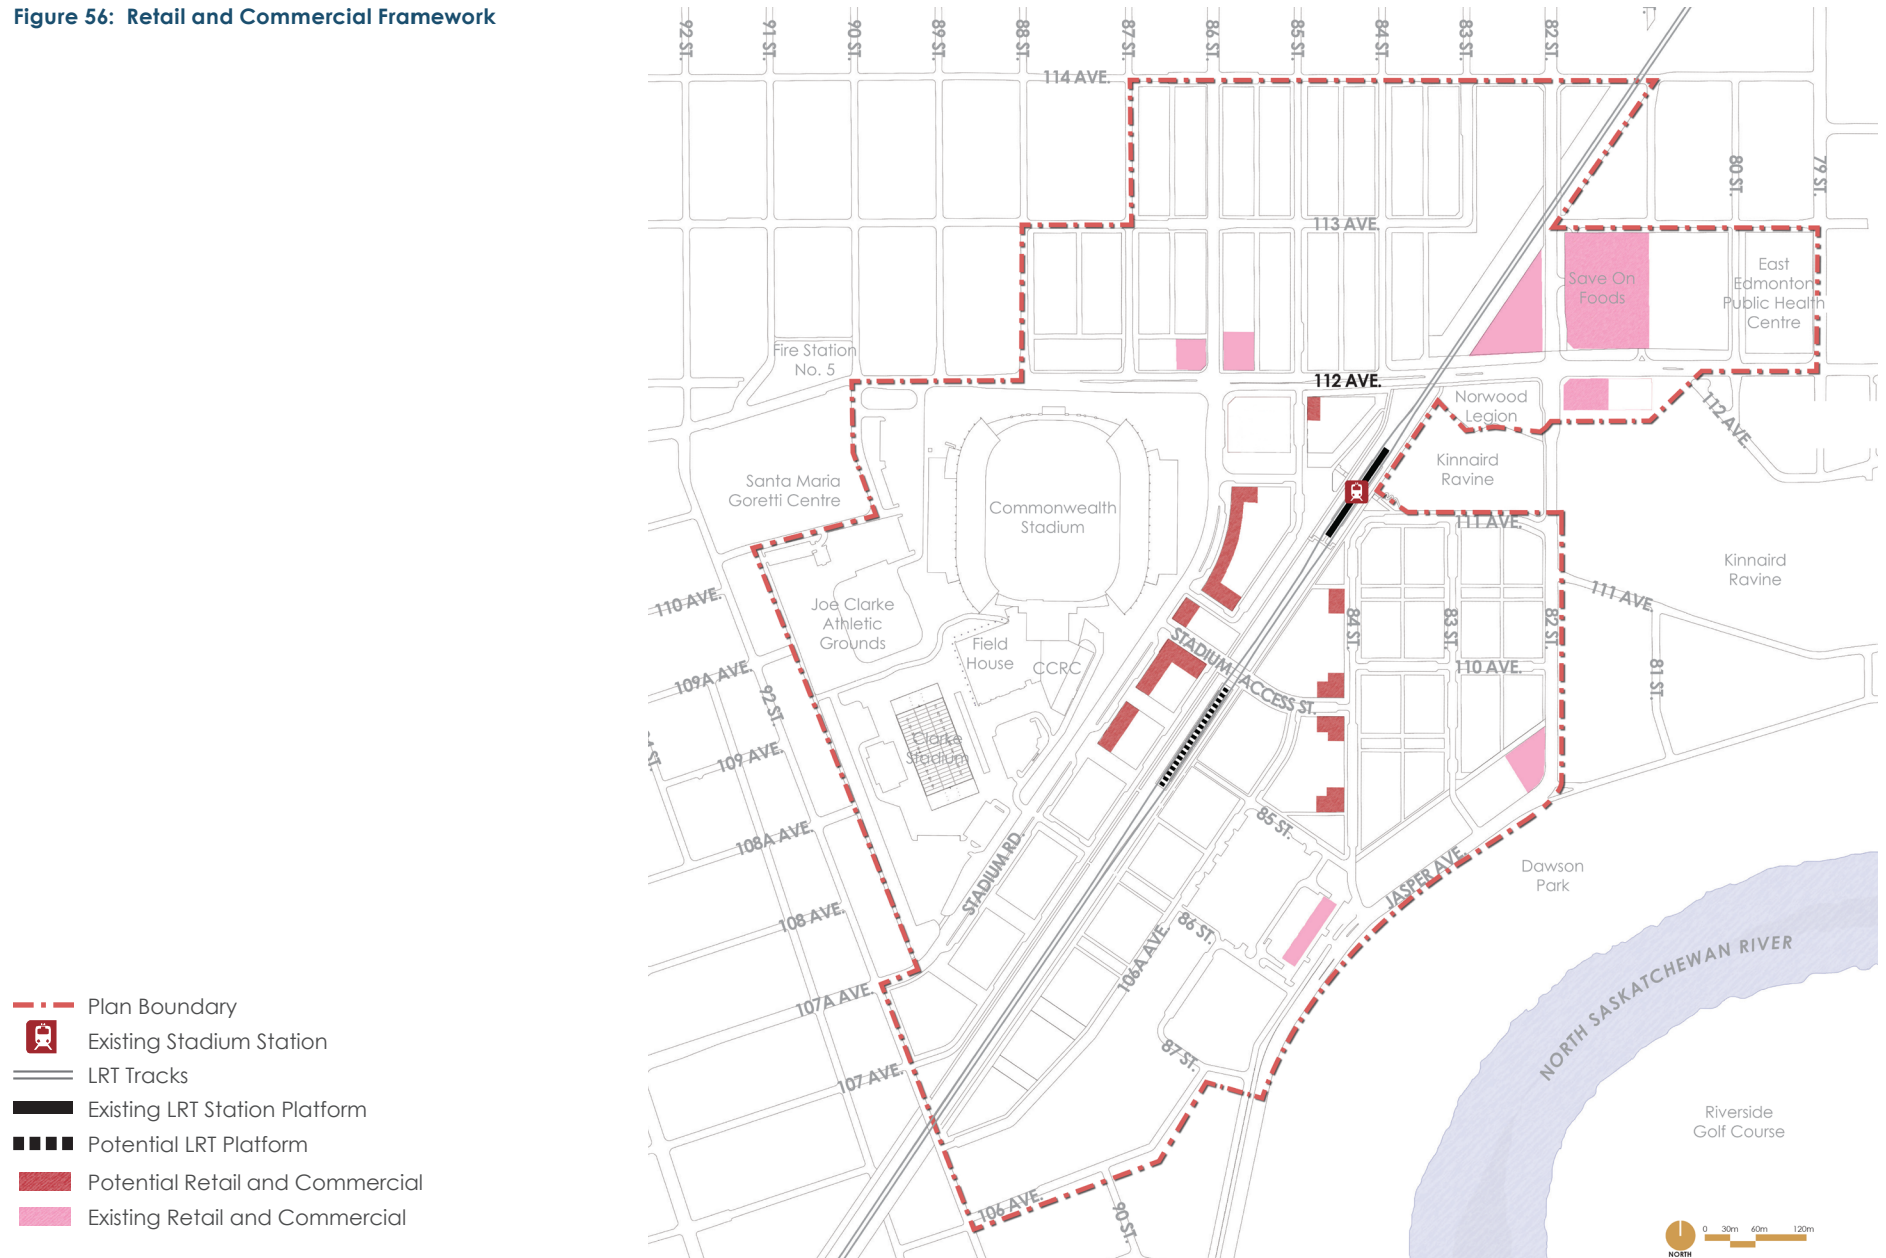 Figure 56:  Retail and Commercial Framework
92 ST.
91 ST.
90 ST.
89 ST.
88 ST.
87 ST.
86 ST.
85 ST.
84 ST.
83 ST.
82 ST.
114 AVE.
80 ST.
79 ST.
113 AVE.
Save On
Foods
East
Edmonton
Public Health
Centre
Fire Station
No. 5
112 AVE.
Norwood
Legion
112 AVE.
Kinnaird
Ravine
Santa Maria
Goretti Centre
Commonwealth
Stadium
111 AVE.
Kinnaird
Ravine
111 AVE.
110 AVE.
Joe Clarke
Athletic
Grounds
Field
House
CCRC
STADIUM ACCESS ST.
84 ST.
83 ST.
82 ST.
110 AVE.
81 ST.
109A AVE.
92 ST.
109 AVE.
Clarke
Stadium
108A AVE.
85 ST.
STADIUM RD.
JASPER AVE.
Dawson
Park
108 AVE.
86 ST.
106A AVE.
NORTH SASKATCHEWAN RIVER
107A AVE.
87 ST.
107 AVE.
Riverside
Golf Course
106 AVE.
90 ST.
Plan Boundary
Existing Stadium Station
LRT Tracks
Existing LRT Station Platform
Potential LRT Platform
Potential Retail and Commercial
Existing Retail and Commercial
0 30m 60m 120m
NORTH